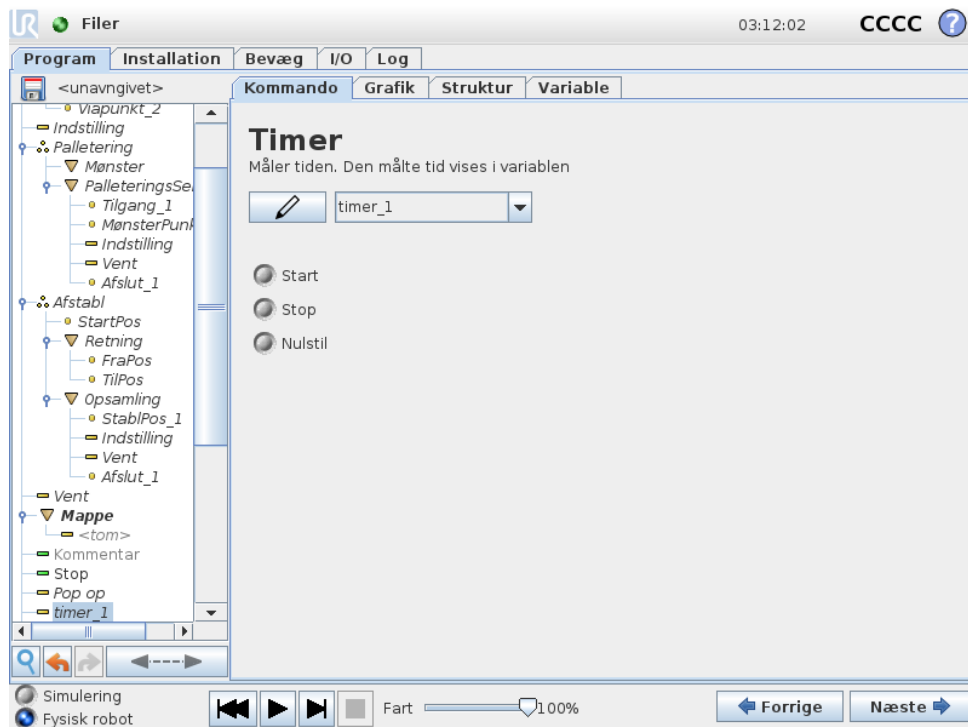 UR Filer 03:12:02 CCCC ?
Program Installation Bevæg I/O Log
<unavngivet>
Kommando Grafik Struktur Variable
Viapunkt_2
Indstilling
Palletering
Mønster
PalleteringsSe
Tilgang_1
MønsterPunk
Indstilling
Vent
Afslut_1
Afstabl
StartPos
Retning
FraPos
TilPos
Opsamling
StablPos_1
Indstilling
Vent
Afslut_1
Vent
Mappe
<tom>
Kommentar
Stop
Pop op
timer_1
Timer
Måler tiden. Den målte tid vises i variablen
timer_1
Start
Stop
Nulstil
Simulering
Fysisk robot
Fart 100%
Forrige Næste